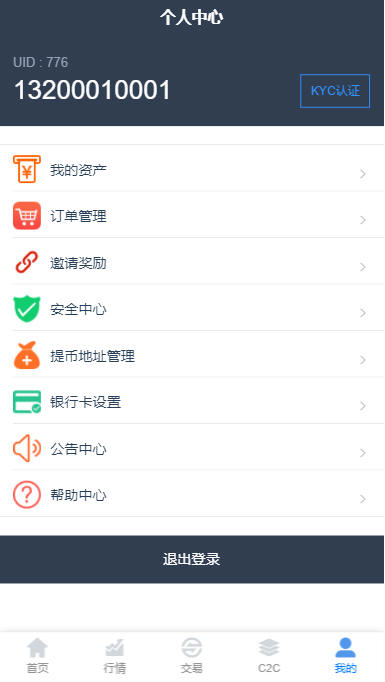 个人中心
UID : 776
13200010001
KYC认证
我的资产
订单管理
邀请奖励
安全中心
提币地址管理
银行卡设置
公告中心
帮助中心
退出登录
首页
行情
交易
C2C
我的